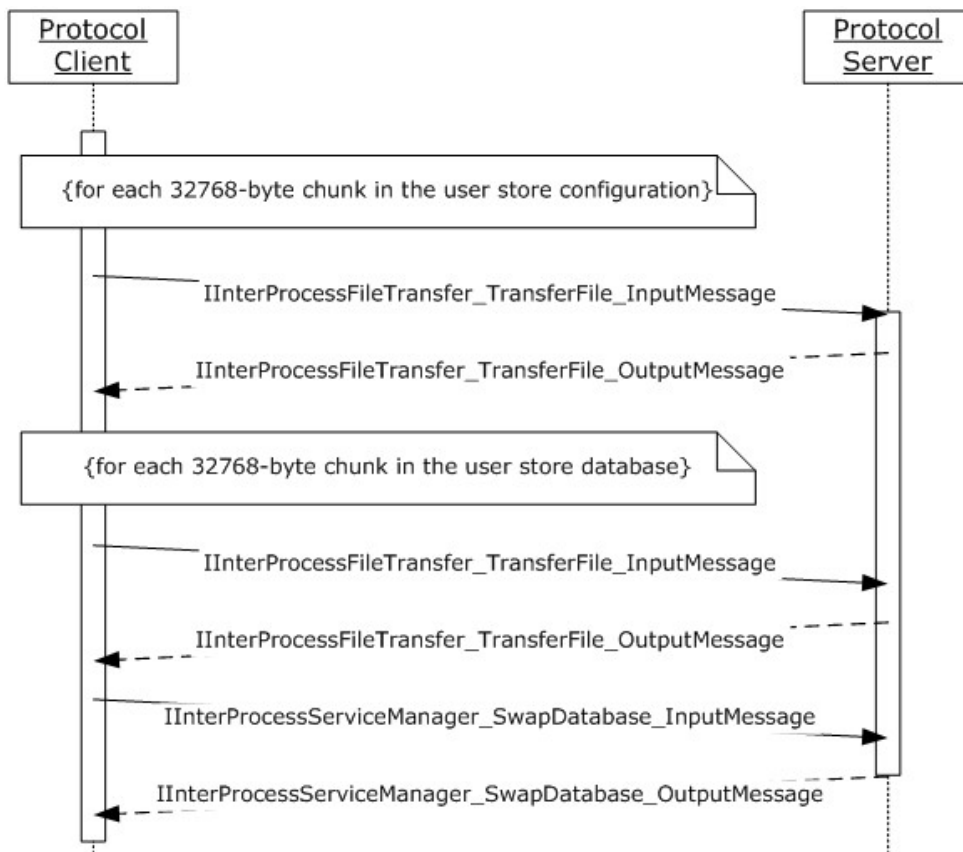 Protocol
Client
Protocol
Server
{for each 32768-byte chunk in the user store configuration}
IInterProcessFileTransfer_TransferFile_InputMessage
IInterProcessFileTransfer_TransferFile_OutputMessage
{for each 32768-byte chunk in the user store database}
IInterProcessFileTransfer_TransferFile_InputMessage
IInterProcessFileTransfer_TransferFile_OutputMessage
IInterProcessServiceManager_SwapDatabase_InputMessage
IInterProcessServiceManager_SwapDatabase_OutputMessage